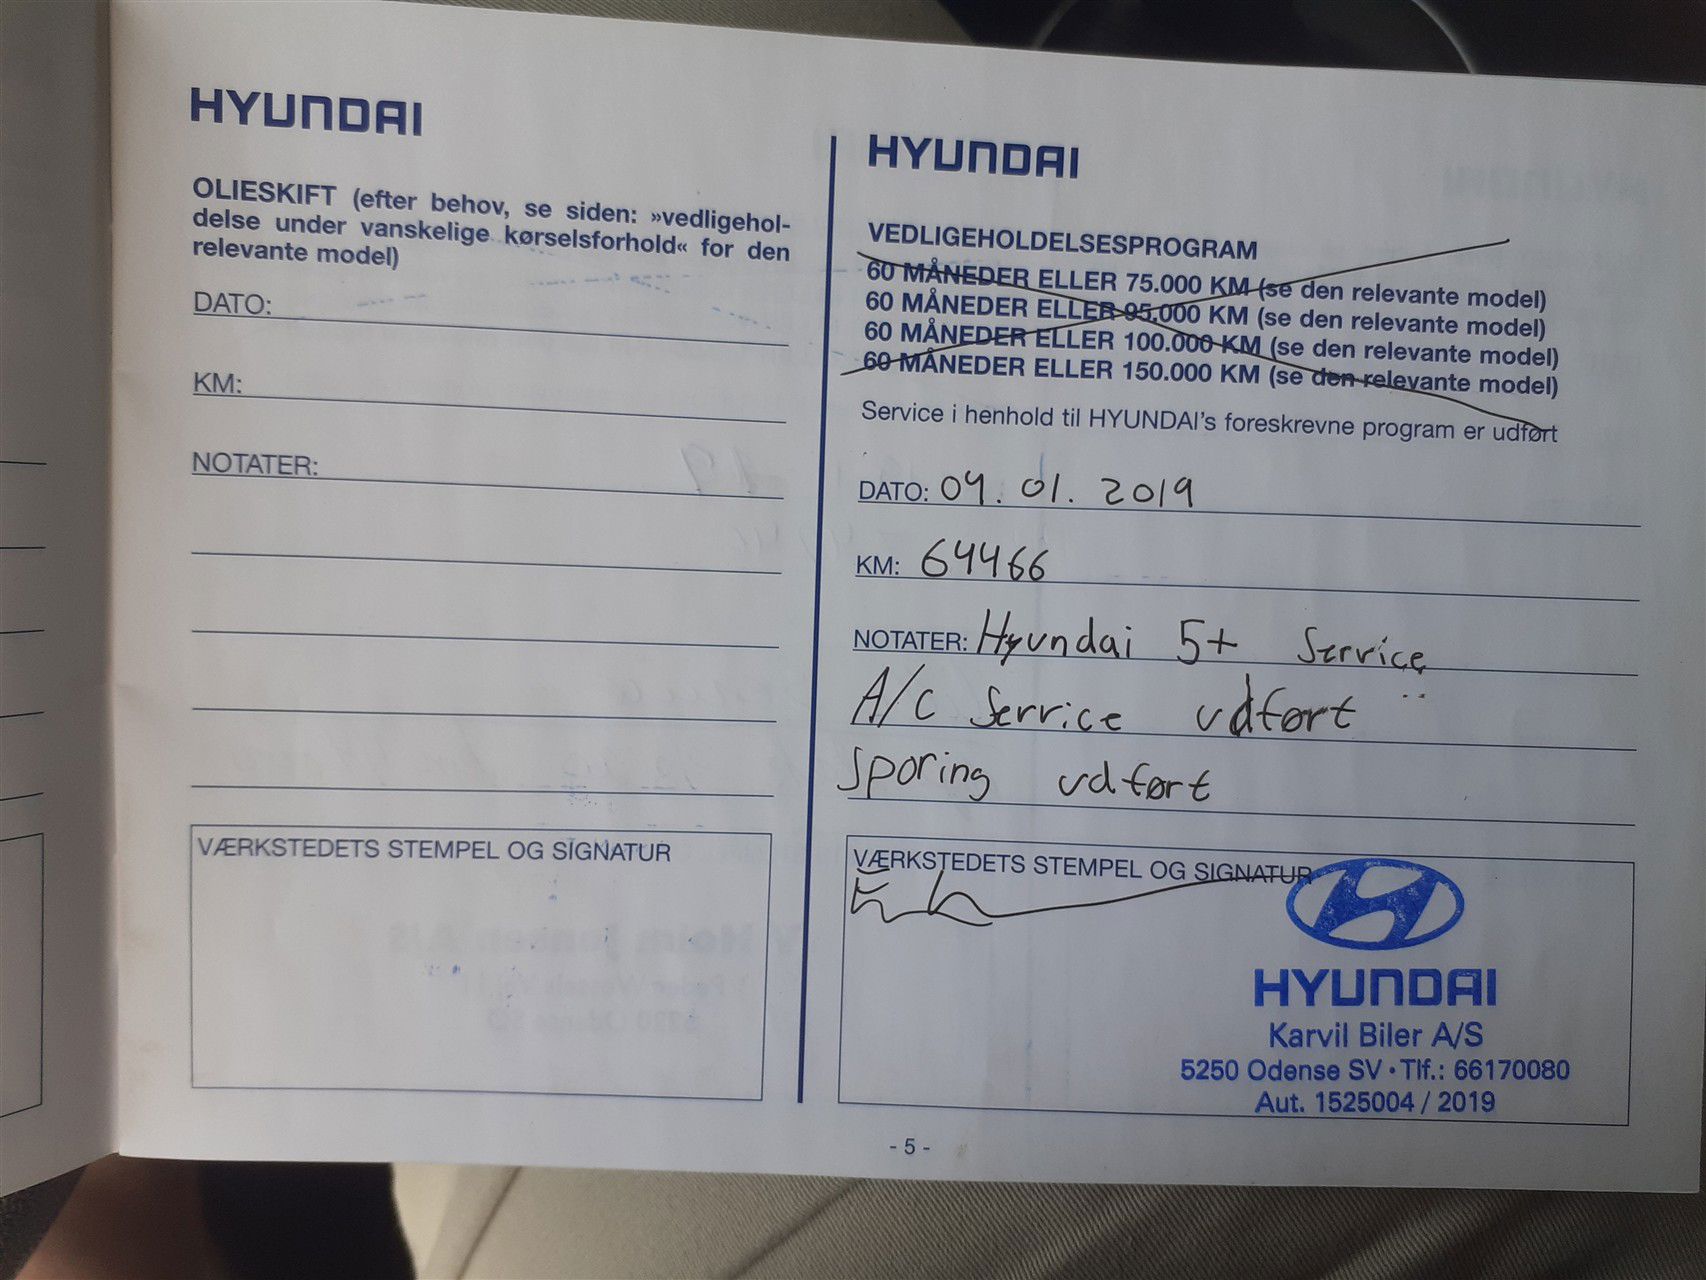 HYUNDAI
OLIESKIFT (efter behov, se siden: »vedligehol-
delse under vanskelige kørselsforhold« for den
relevante model)
DATO:
KM:
NOTATER:
VÆRKSTEDETS STEMPEL OG SIGNATUR
HYUNDAI
VEDLIGEHOLDELSESPROGRAM
60 MÅNEDER ELLER 75.000 KM (se den relevante model)
60 MÅNEDER ELLER 95.000 KM (se den relevante model)
60 MÅNEDER ELLER 100.000 KM (se den relevante model)
60 MÅNEDER ELLER 150.000 KM (se den relevante model)
Service i henhold til HYUNDAI's foreskrevne program er udført
DATO: 09.01.2019
KM: 64466
NOTATER: Hyundai 5+ Service
A/C Service udført
Sporing udført
VÆRKSTEDETS STEMPEL OG SIGNATUR
HYUNDAI
Karvil Biler A/S
5250 Odense SV • Tlf.: 66170080
Aut. 1525004 / 2019
- 5 -